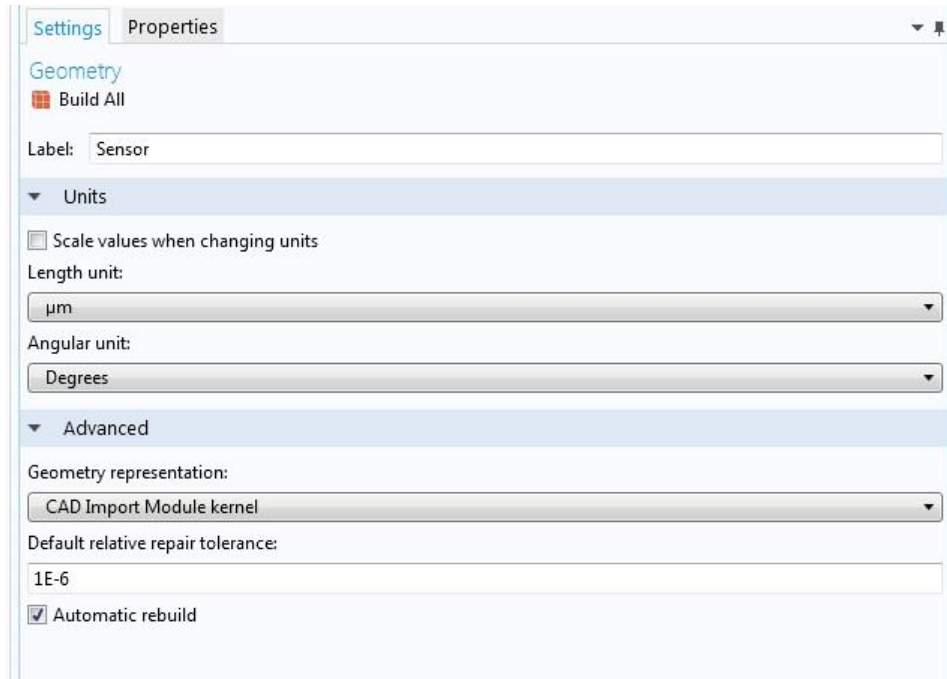 Settings Properties
Geometry
Build All
Label: Sensor
Units
Scale values when changing units
Length unit:
µm
Angular unit:
Degrees
Advanced
Geometry representation:
CAD Import Module kernel
Default relative repair tolerance:
1E-6
Automatic rebuild